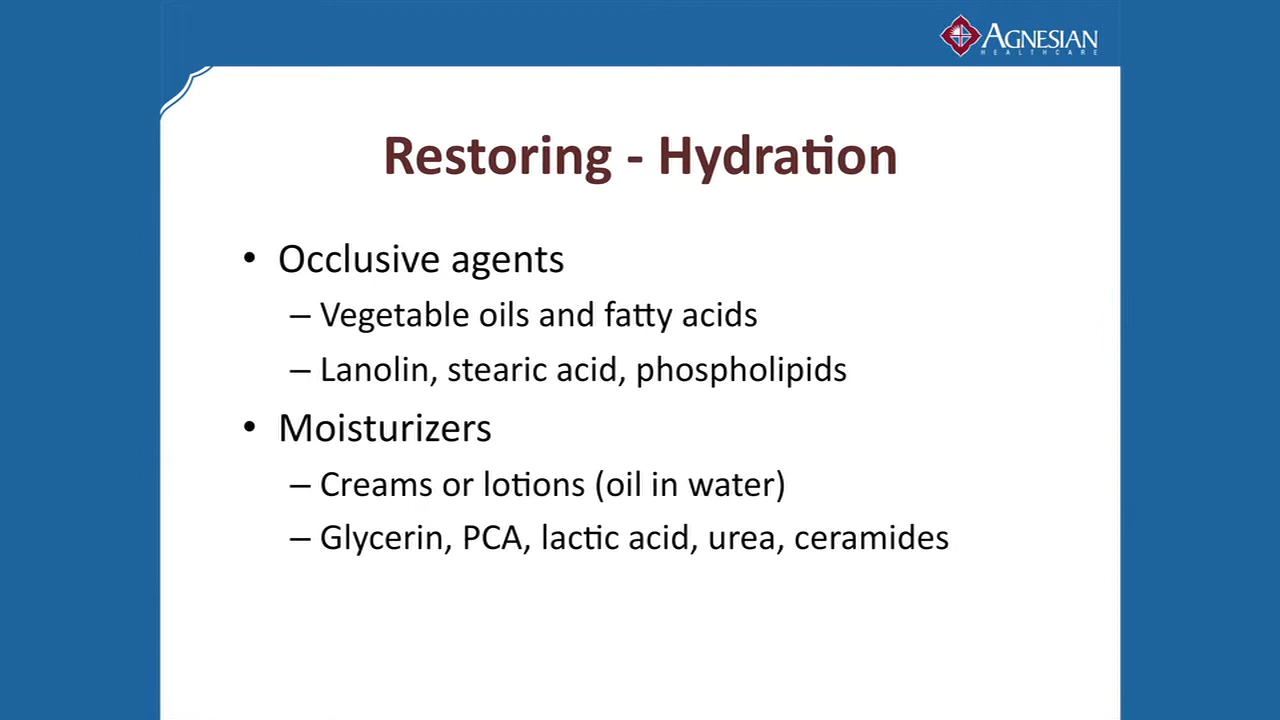 AGNESIAN
HEALTHCARE
Restoring - Hydration
• Occlusive agents
– Vegetable oils and fatty acids
– Lanolin, stearic acid, phospholipids
• Moisturizers
– Creams or lotions (oil in water)
– Glycerin, PCA, lactic acid, urea, ceramides